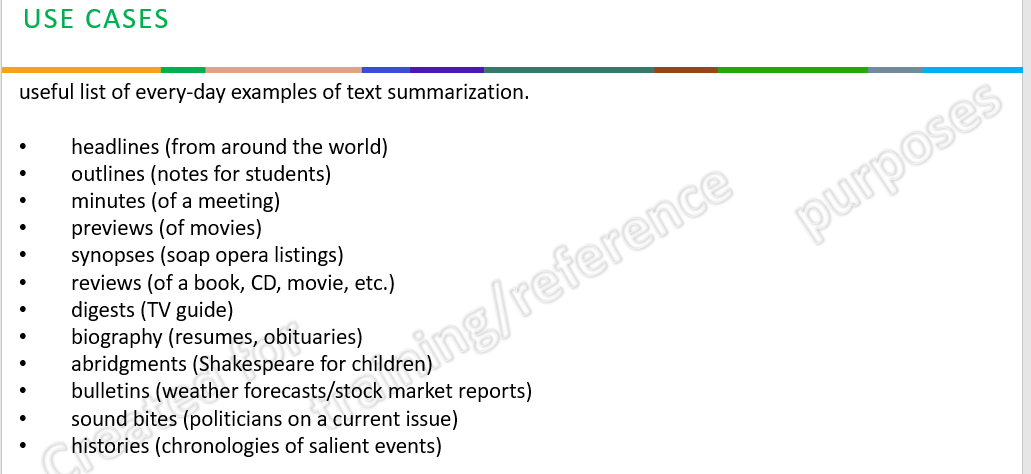 USE CASES
useful list of every-day examples of text summarization.
• headlines (from around the world)
• outlines (notes for students)
• minutes (of a meeting)
• previews (of movies)
• synopses (soap opera listings)
• reviews (of a book, CD, movie, etc.)
• digests (TV guide)
• biography (resumes, obituaries)
• abridgments (Shakespeare for children)
• bulletins (weather forecasts/stock market reports)
• sound bites (politicians on a current issue)
• histories (chronologies of salient events)
Created for training/reference purposes